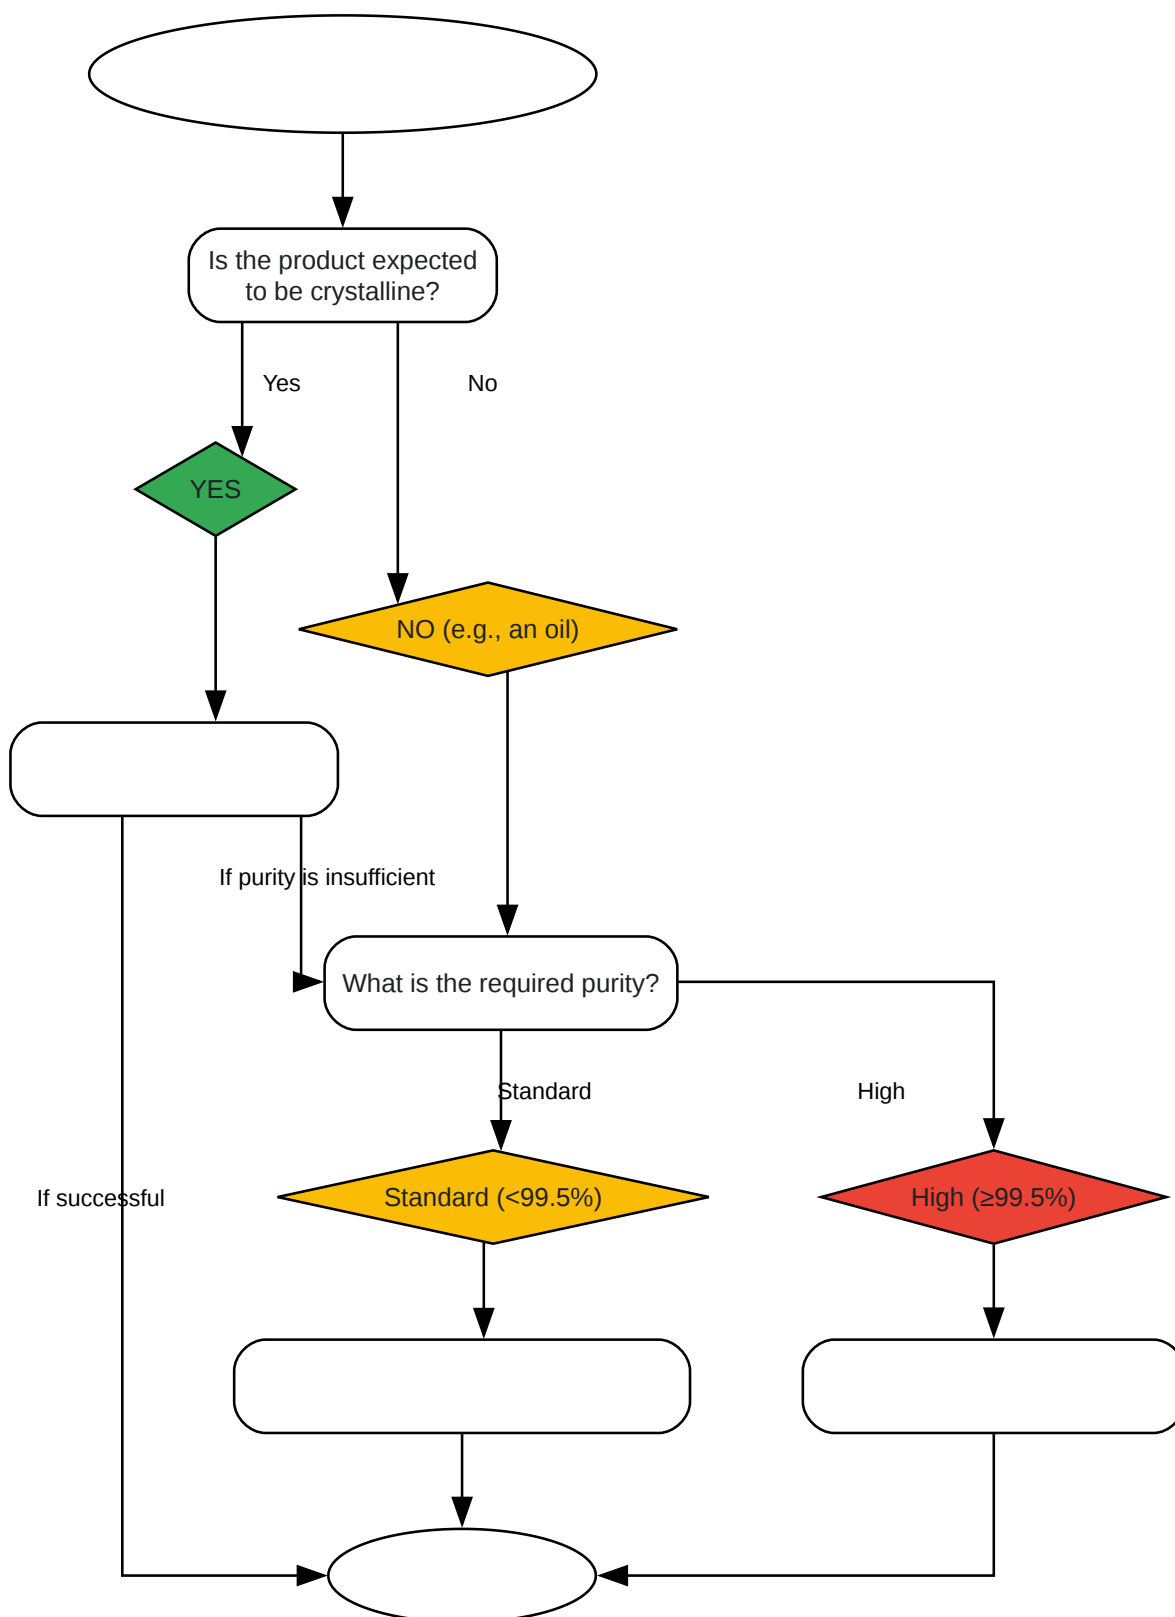 Is the product expected
to be crystalline?
Yes
No
YES
NO (e.g., an oil)
If purity is insufficient
What is the required purity?
Standard
High
If successful
Standard (<99.5%)
High (≥99.5%)